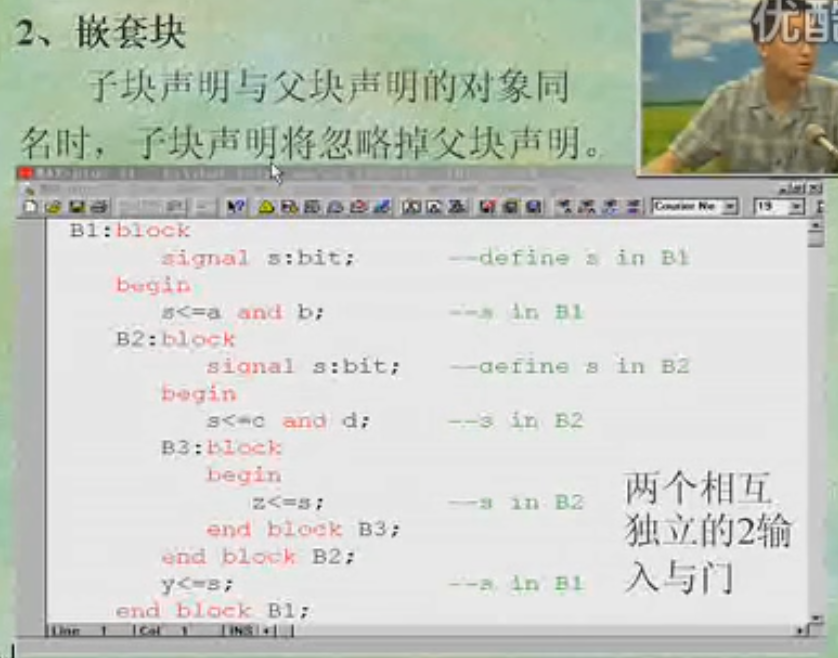 2、嵌套块
子块声明与父块声明的对象同
名时，子块声明将忽略掉父块声明。
优酷
Courier Ne 19
B1:block
signal s:bit; --define s in B1
begin
s<=a and b; --s in B1
B2:block
signal s:bit; --define s in B2
begin
s<=c and d; --s in B2
B3:block
begin
z<=s; --s in B2
end block B3;
end block B2;
y<=s; --s in B1
end block B1;
两个相互
独立的2输
入与门
Line 1 Col 1 INS